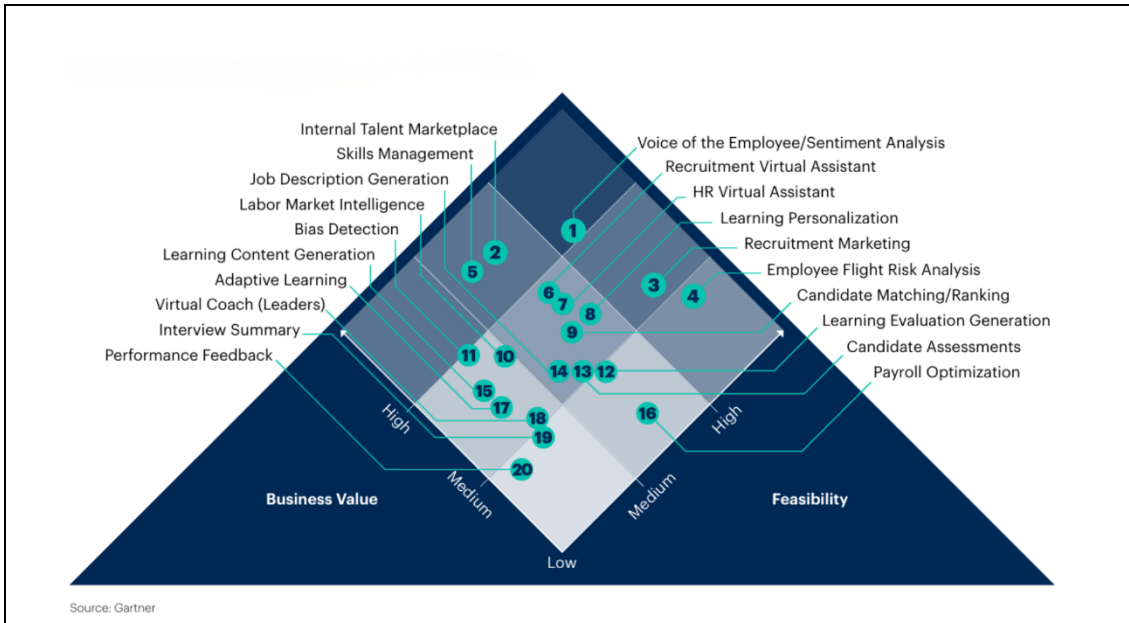 Internal Talent Marketplace
Skills Management
Job Description Generation
Labor Market Intelligence
Bias Detection
Learning Content Generation
Adaptive Learning
Virtual Coach (Leaders)
Interview Summary
Performance Feedback
Voice of the Employee/Sentiment Analysis
Recruitment Virtual Assistant
HR Virtual Assistant
Learning Personalization
Recruitment Marketing
Employee Flight Risk Analysis
Candidate Matching/Ranking
Learning Evaluation Generation
Candidate Assessments
Payroll Optimization
1
2
5
3
4
6
7
8
9
11
10
14
13
12
15
17
16
18
19
20
High
High
Medium
Medium
Low
Business Value
Feasibility
Source: Gartner